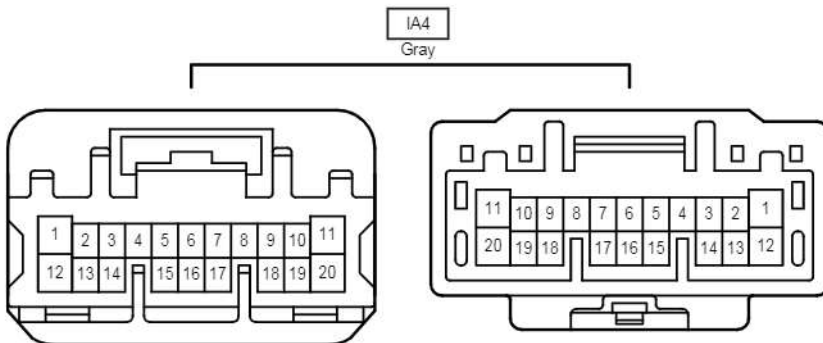 IA4
Gray
1 2 3 4 5 6 7 8 9 10 11
12 13 14 15 16 17 18 19 20
11 10 9 8 7 6 5 4 3 2 1
20 19 18 17 16 15 14 13 12